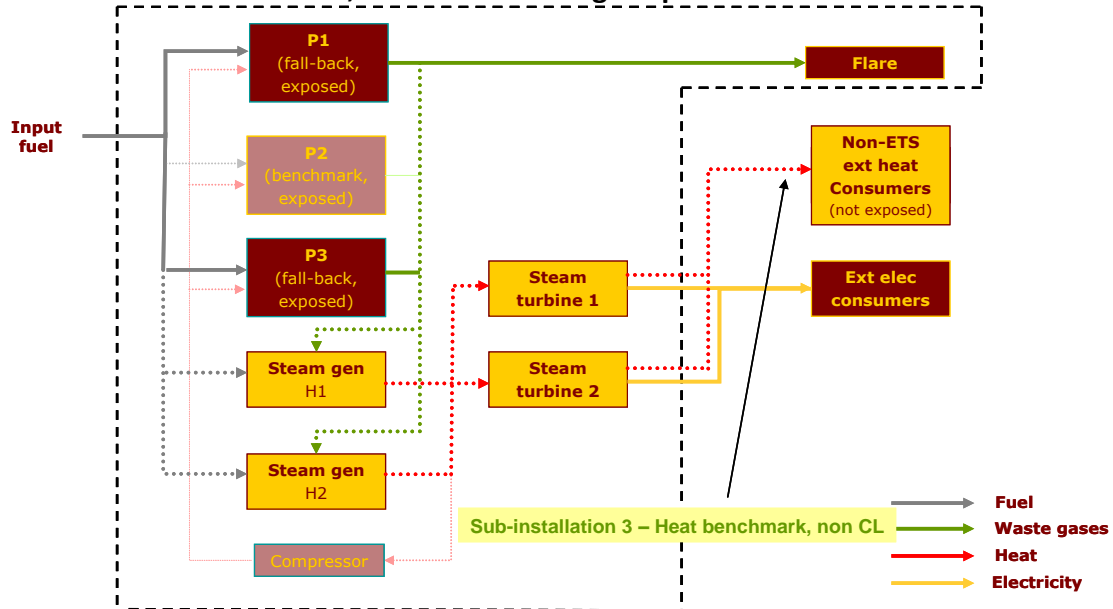 P1
(fall-back,
exposed)
Flare
Input
fuel
P2
(benchmark,
exposed)
Non-ETS
ext heat
Consumers
(not exposed)
P3
(fall-back,
exposed)
Steam
turbine 1
Ext elec
consumers
Steam gen
H1
Steam
turbine 2
Steam gen
H2
Sub-installation 3 – Heat benchmark, non CL
Compressor
Fuel
Waste gases
Heat
Electricity